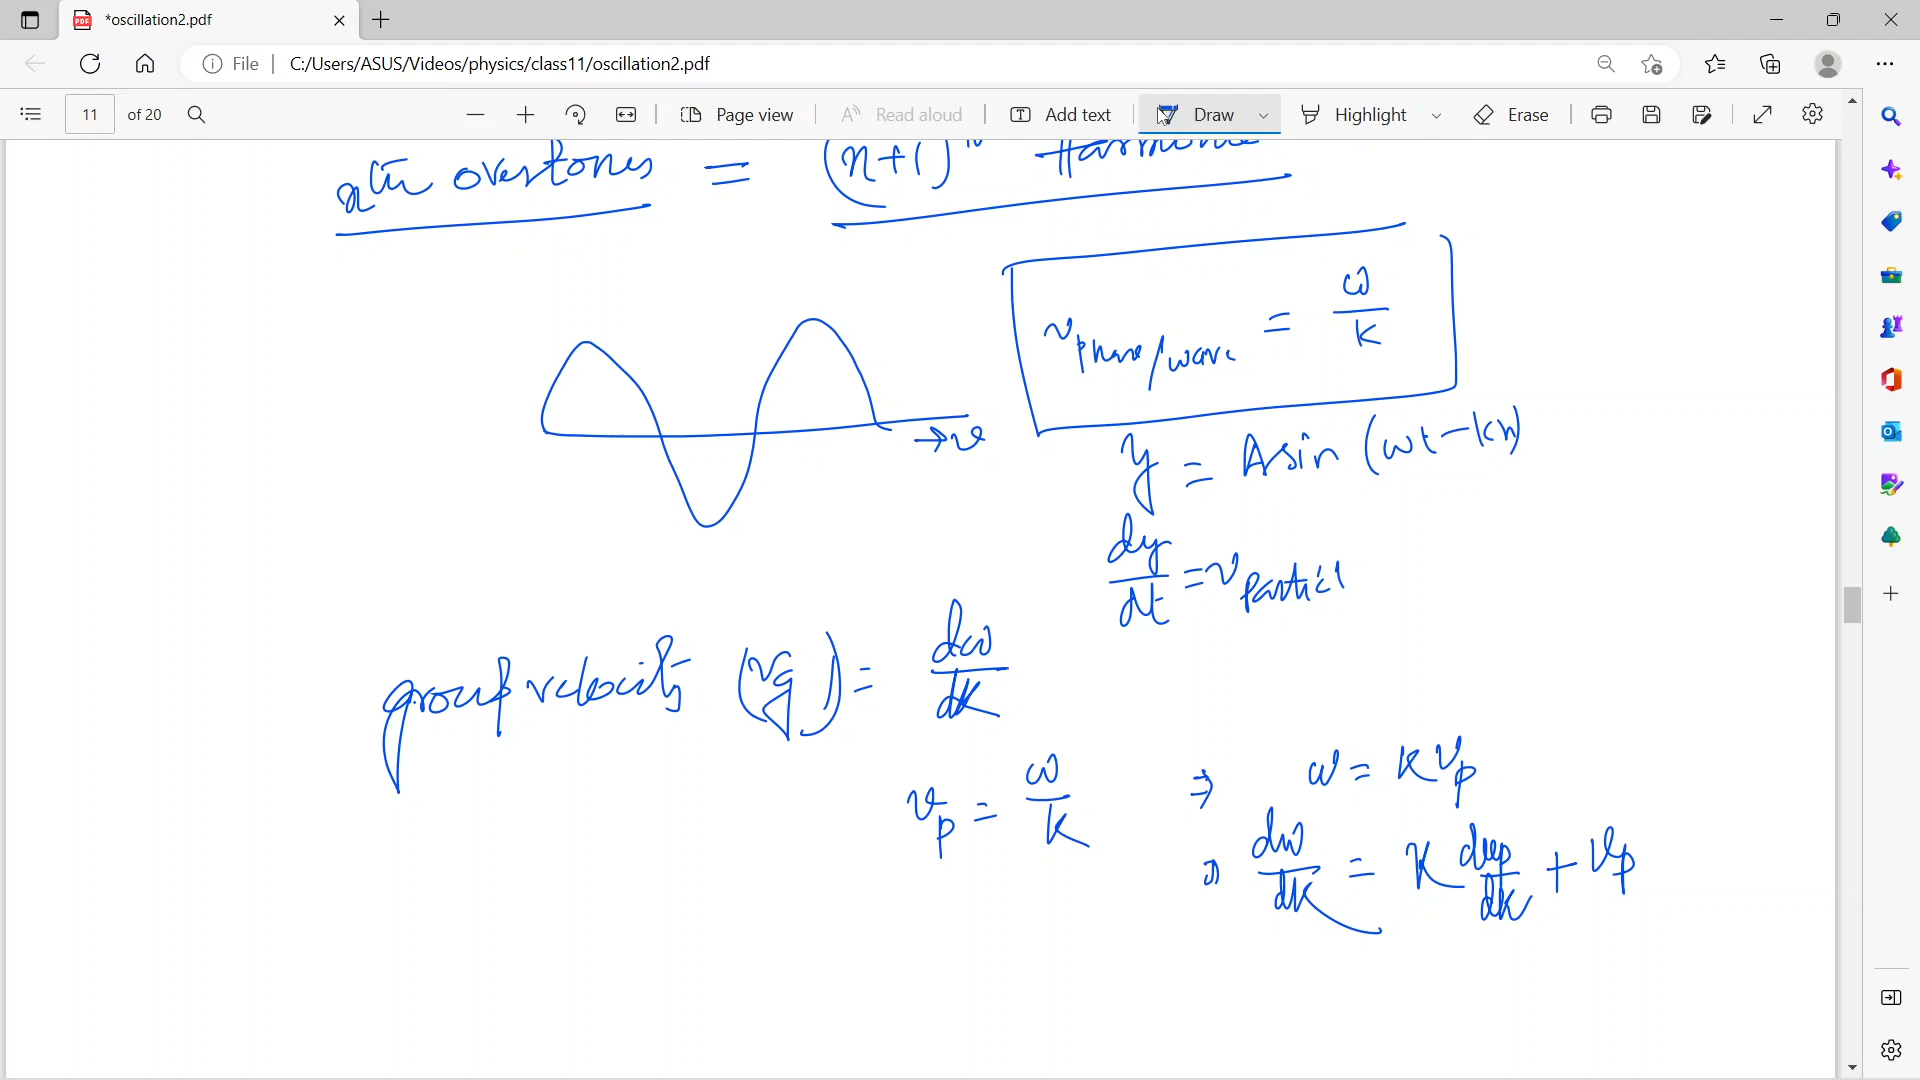 *oscillation2.pdf
File | C:/Users/ASUS/Videos/physics/class11/oscillation2.pdf
11 of 20 Page view Read aloud Add text Draw Highlight Erase
nth overtones = (n+1)th Harmonic
v phase/wave = ω/k
→v
y = A sin (ωt-kx)
dy/dt = v particl
group velocity (vg) = dω/dk
vp = ω/k ⇒ ω = k vp
⇒ dω/dk = k dvp/dk + vp